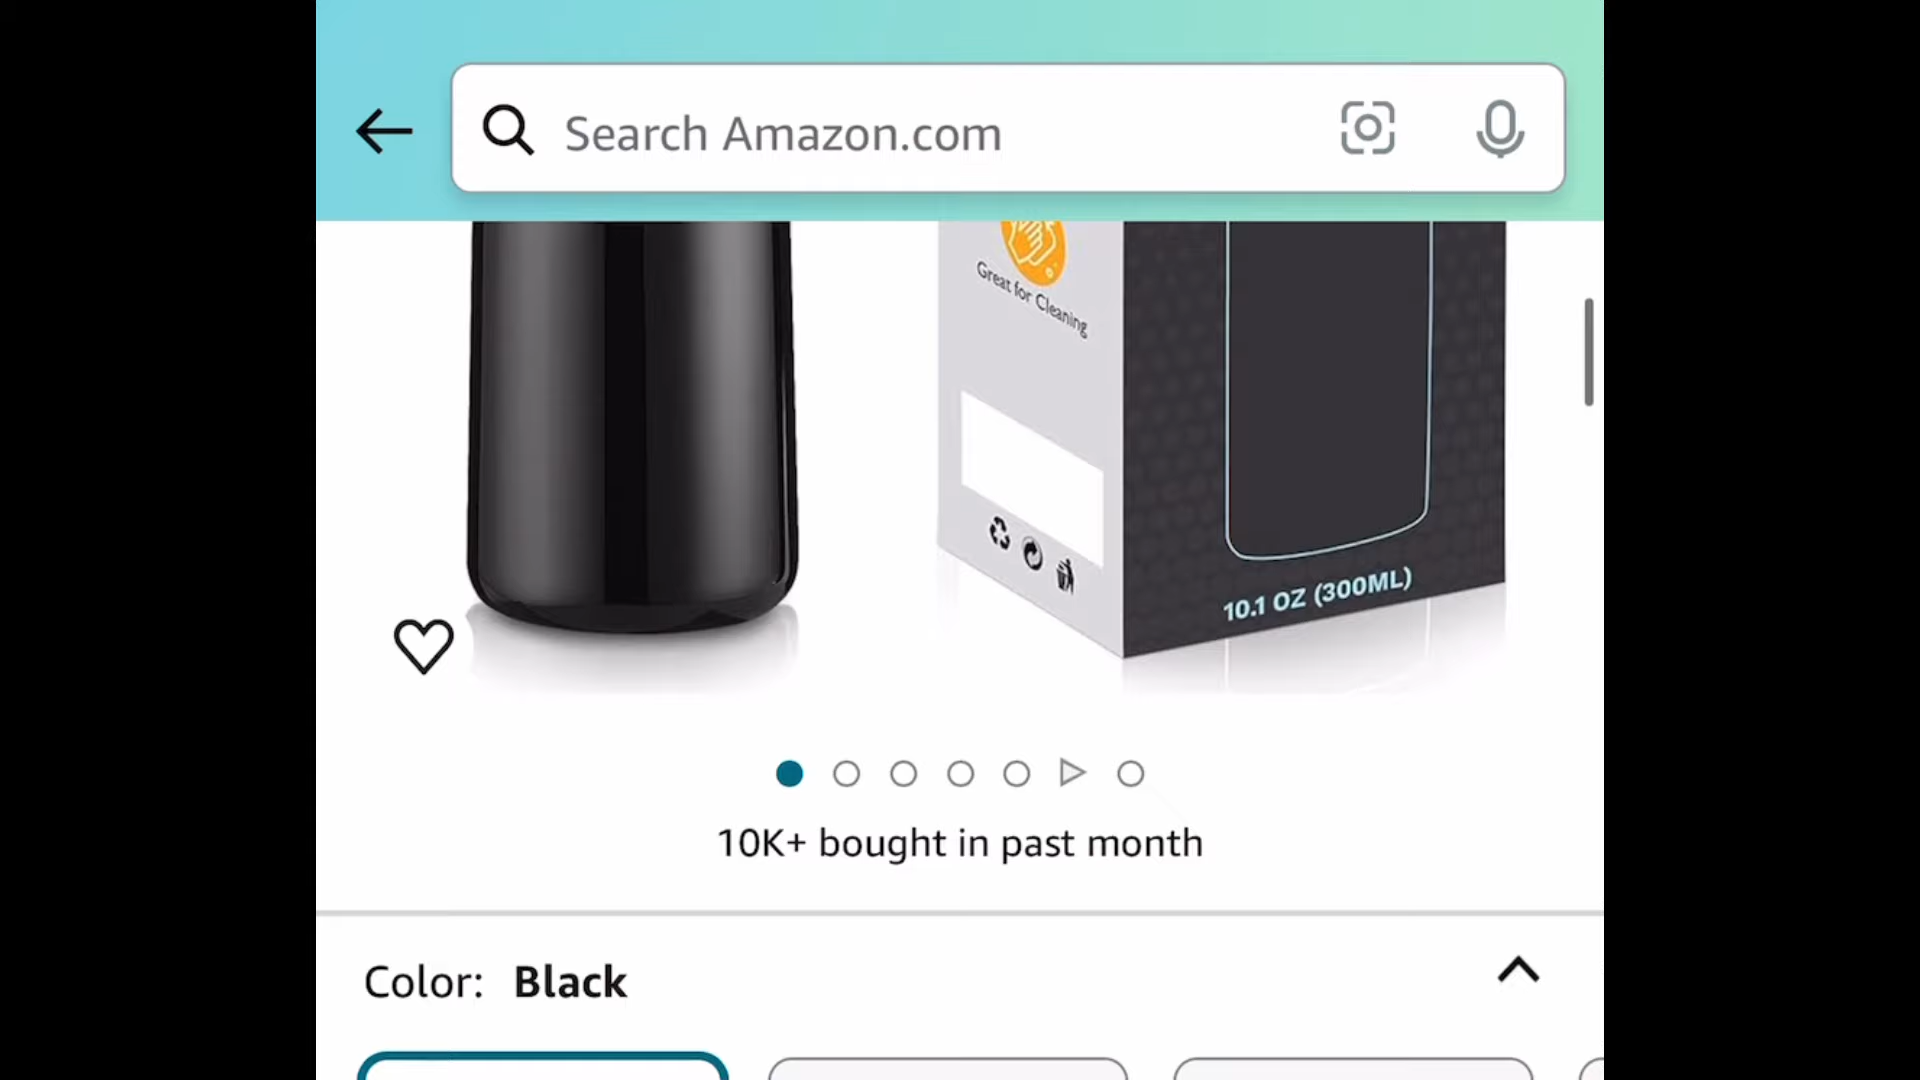 Search Amazon.com
Great for Cleaning
10.1 OZ (300ML)
10K+ bought in past month
Color: Black